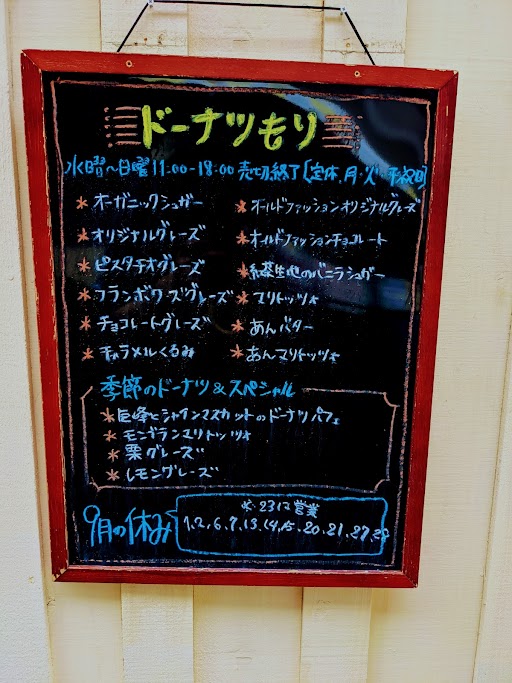 ドーナツもり
水曜〜日曜11:00-18:00 売切終了[定休.月・火・平祝日]
*オーガニックシュガー
*オリジナルグレーズ
*ピスタチオグレーズ
*フランボワーズグレーズ
*チョコレートグレーズ
*キャラメルくるみ
*オールドファッションオリジナルグレーズ
*オールドファッションチョコレート
*紅茶生地のバニラシュガー
*マリトッツォ
*あんバター
*あんマリトッツォ
季節のドーナツ&スペシャル
*巨峰とシャインマスカットのドーナツパフェ
*モンブランマリトッツォ
*栗グレーズ
*レモングレーズ
9月の休み
※23は営業
1.2.6.7.13.14.15.20.21.27.28